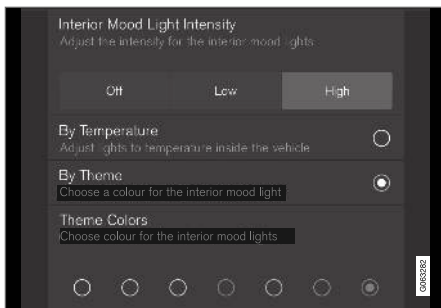 Interior Mood Light Intensity
Adjust the intensity for the interior mood lights
Off Low High
By Temperature
Adjust lights to temperature inside the vehicle
By Theme
Choose a colour for the interior mood light
Theme Colors
Choose colour for the interior mood lights
G063282